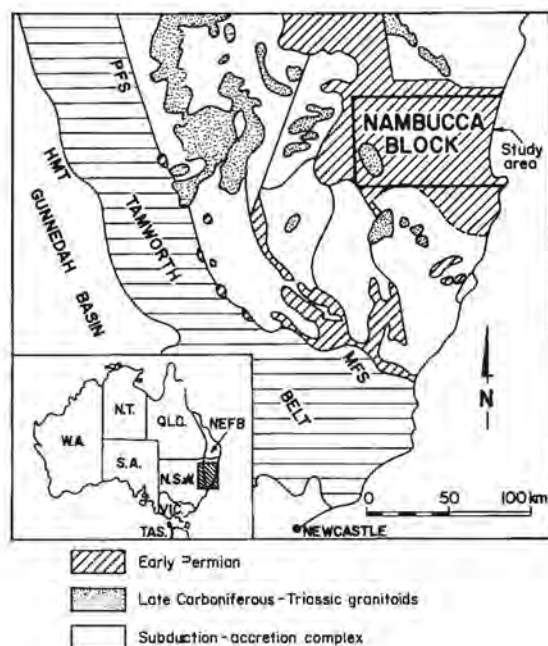 PFS
HMT
GUNNEDAH BASIN
TAMWORTH
BELT
MFS
NAMBUCCA
BLOCK
Study
area
N
0 50 100 km
NEWCASTLE
W.A.
N.T.
S.A.
QLD.
N.S.W.
VIC.
TAS.
NEFB
Early Permian
Late Carboniferous-Triassic granitoids
Subduction-accretion complex